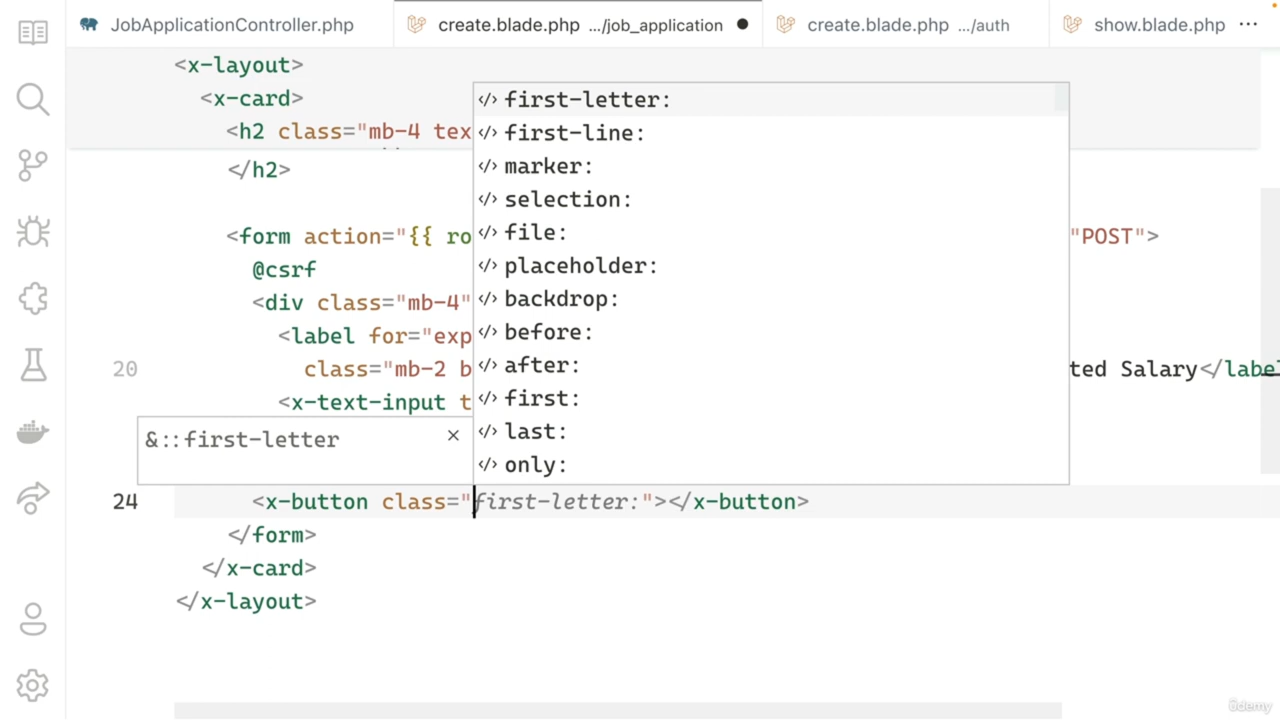 JobApplicationController.php
create.blade.php .../job_application
create.blade.php .../auth
show.blade.php ...
<x-layout>
<x-card>
<h2 class="mb-4 tex
</h2>
<form action="{{ ro "POST">
@csrf
<div class="mb-4"
<label for="exp
20 class="mb-2 b ted Salary</label
<x-text-input t
first-letter:
first-line:
marker:
selection:
file:
placeholder:
backdrop:
before:
after:
first:
last:
only:
&::first-letter ×
24 <x-button class="first-letter:"></x-button>
</form>
</x-card>
</x-layout>
ûdemy